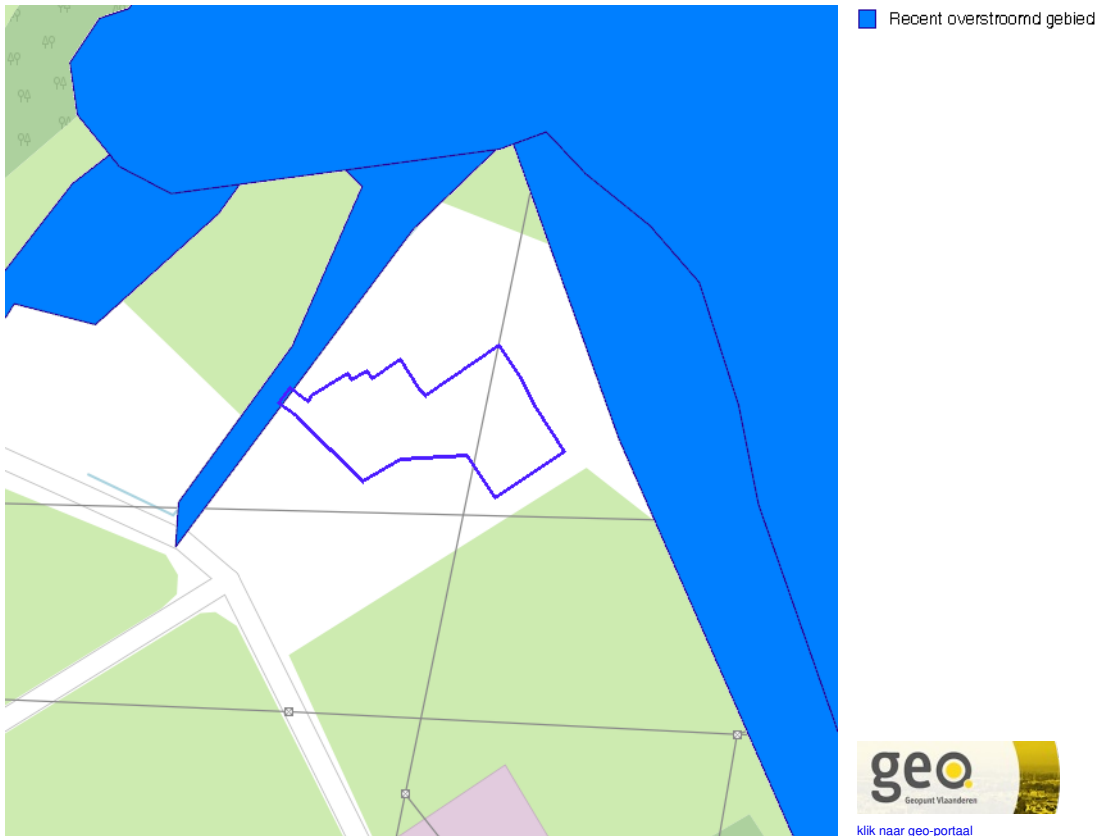 Recent overstroomd gebied
geo.
Geopunt Vlaanderen
klik naar geo-portaal